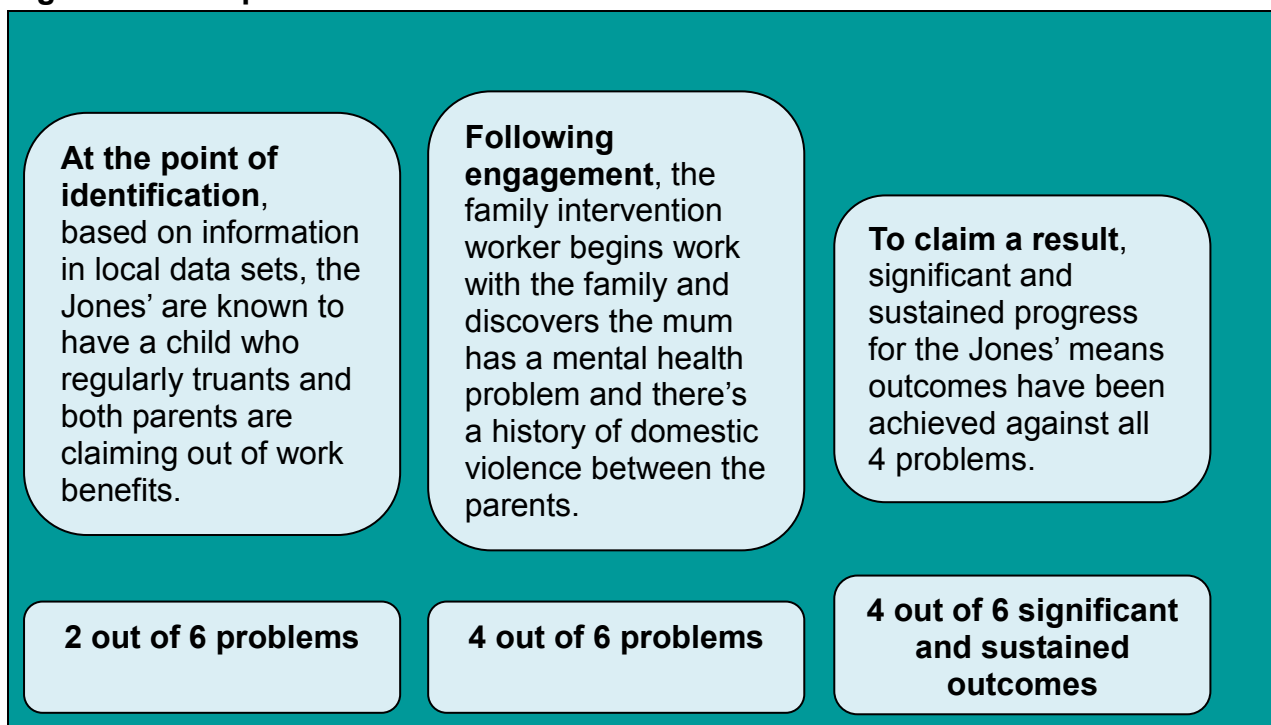 At the point of
identification,
based on information
in local data sets, the
Jones’ are known to
have a child who
regularly truants and
both parents are
claiming out of work
benefits.
Following
engagement, the
family intervention
worker begins work
with the family and
discovers the mum
has a mental health
problem and there’s
a history of domestic
violence between the
parents.
To claim a result,
significant and
sustained progress
for the Jones’ means
outcomes have been
achieved against all
4 problems.
2 out of 6 problems
4 out of 6 problems
4 out of 6 significant
and sustained
outcomes